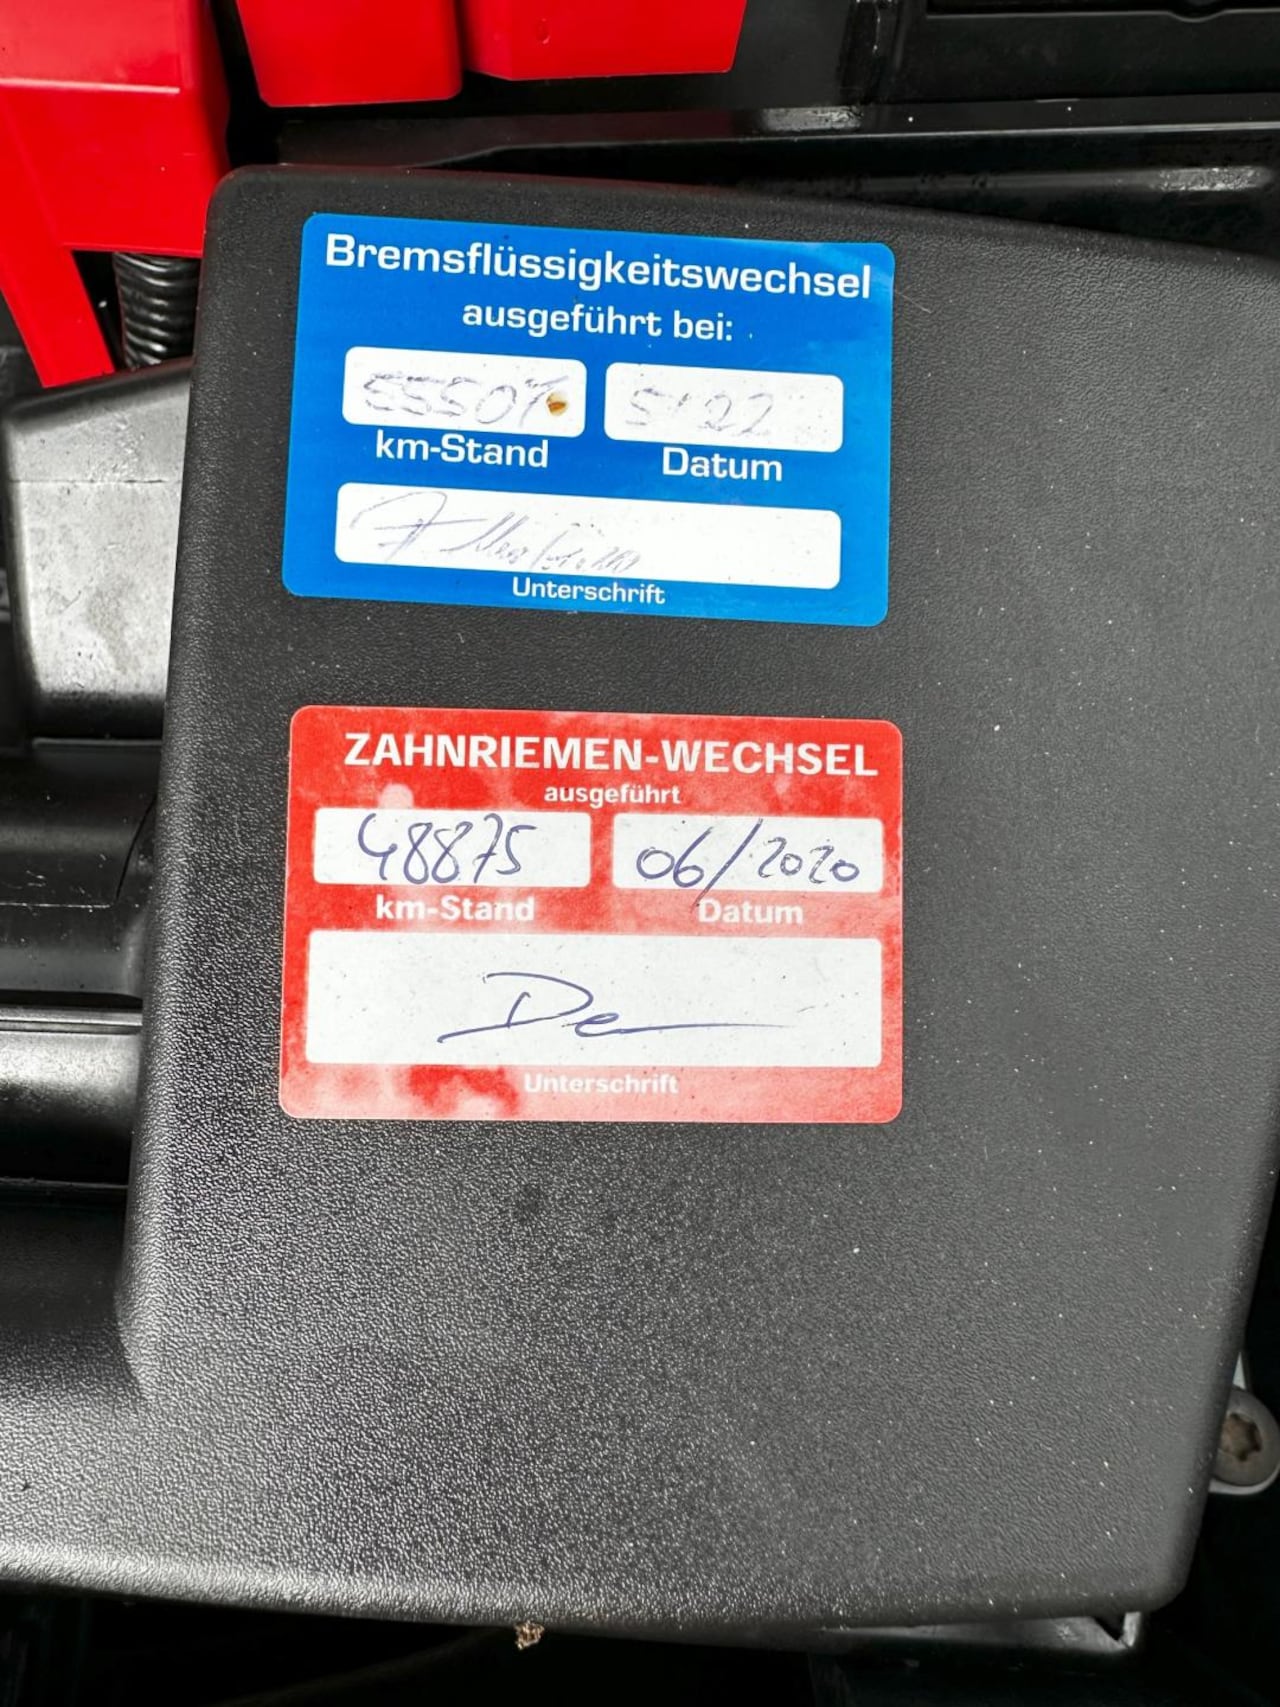 Bremsflüssigkeitswechsel
ausgeführt bei:
55507 5/22
km-Stand Datum
Unterschrift
ZAHNRIEMEN-WECHSEL
ausgeführt
48875 06/2020
km-Stand Datum
De
Unterschrift